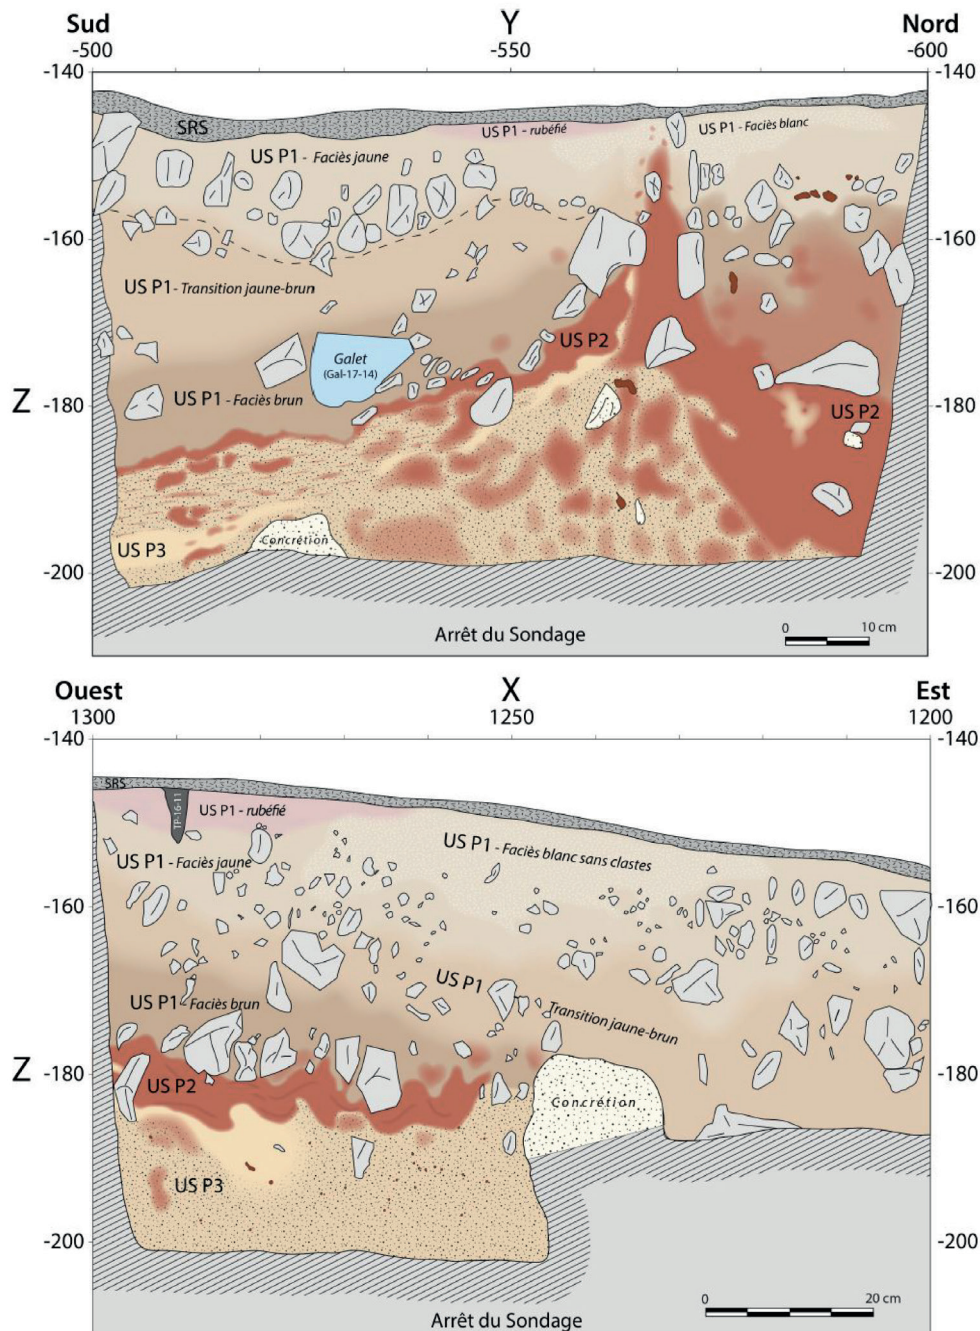 Sud Y Nord
-500 -550 -600
-140 -140
SRS
US P1 - rubéfié
US P1 - Faciès blanc
US P1 - Faciès jaune
-160 -160
US P1 - Transition jaune-brun
US P2
Galet
(Gal-17-14)
US P1 - Faciès brun
Z
-180 -180
US P2
US P3
Concrétion
-200 -200
Arrêt du Sondage
0 10 cm
Ouest X Est
1300 1250 1200
-140 -140
SRS
TP-16-11
US P1 - rubéfié
US P1 - Faciès jaune
US P1 - Faciès blanc sans clastes
-160 -160
US P1 - Faciès brun
US P1
Transition jaune-brun
Z
-180 -180
US P2
Concrétion
US P3
-200 -200
0 20 cm
Arrêt du Sondage